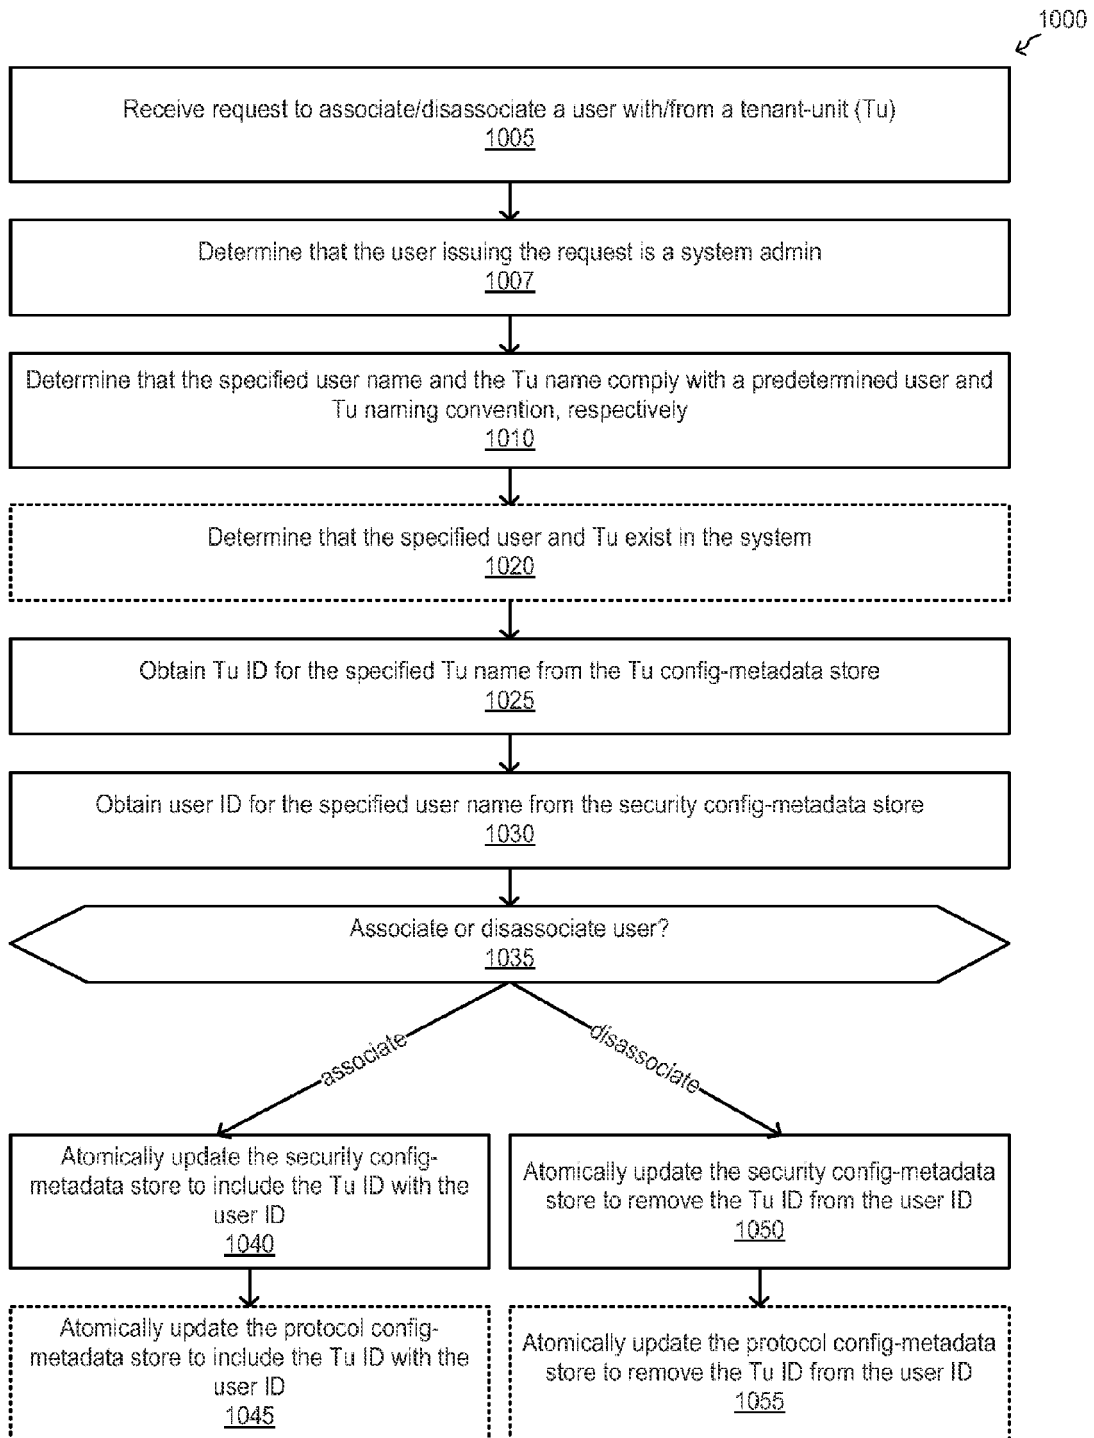 1000
Receive request to associate/disassociate a user with/from a tenant-unit (Tu)
1005
Determine that the user issuing the request is a system admin
1007
Determine that the specified user name and the Tu name comply with a predetermined user and
Tu naming convention, respectively
1010
Determine that the specified user and Tu exist in the system
1020
Obtain Tu ID for the specified Tu name from the Tu config-metadata store
1025
Obtain user ID for the specified user name from the security config-metadata store
1030
Associate or disassociate user?
1035
associate
disassociate
Atomically update the security config-
metadata store to include the Tu ID with the
user ID
1040
Atomically update the security config-metadata
store to remove the Tu ID from the user ID
1050
Atomically update the protocol config-
metadata store to include the Tu ID with the
user ID
1045
Atomically update the protocol config-metadata
store to remove the Tu ID from the user ID
1055